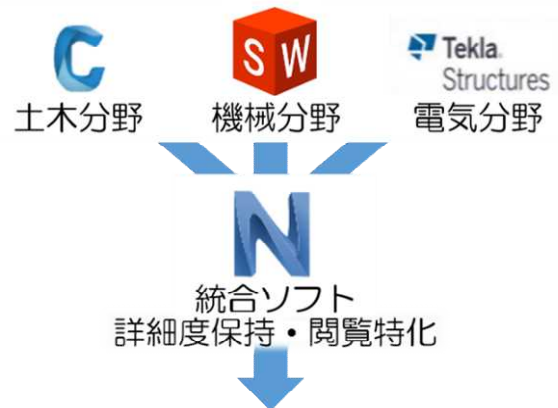 C
SW
Tekla
Structures
土木分野
機械分野
電気分野
N
統合ソフト
詳細度保持・閲覧特化